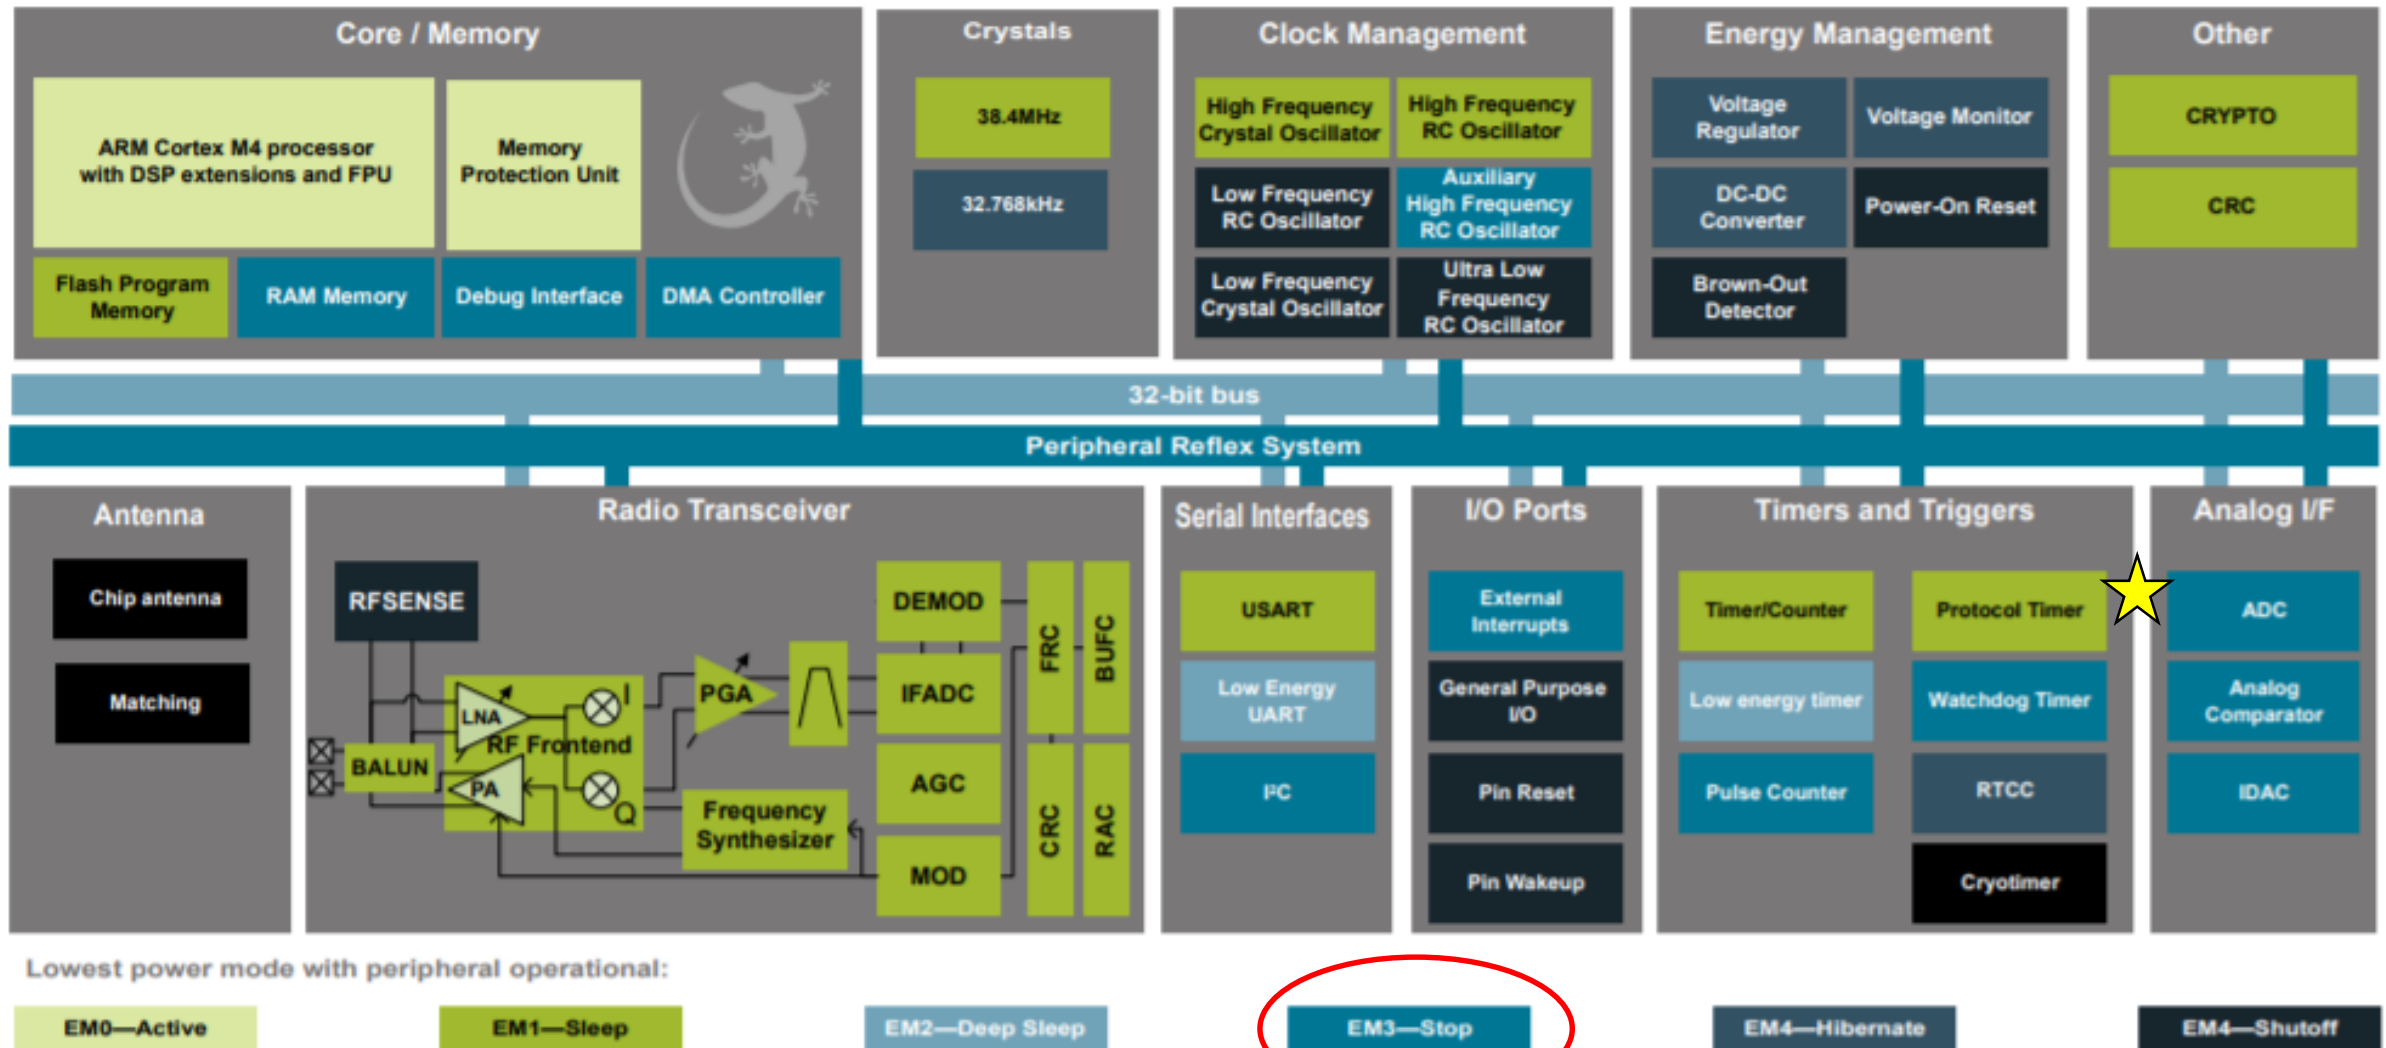 Core / Memory
ARM Cortex M4 processor
with DSP extensions and FPU
Memory
Protection Unit
Flash Program
Memory
RAM Memory
Debug Interface
DMA Controller
Crystals
38.4MHz
32.768kHz
Clock Management
High Frequency
Crystal Oscillator
High Frequency
RC Oscillator
Low Frequency
RC Oscillator
Auxiliary
High Frequency
RC Oscillator
Low Frequency
Crystal Oscillator
Ultra Low
Frequency
RC Oscillator
Energy Management
Voltage
Regulator
Voltage Monitor
DC-DC
Converter
Power-On Reset
Brown-Out
Detector
Other
CRYPTO
CRC
32-bit bus
Peripheral Reflex System
Antenna
Chip antenna
Matching
Radio Transceiver
RFSENSE
BALUN
LNA
RF Frontend
PA
I
Q
PGA
Frequency
Synthesizer
DEMOD
IFADC
AGC
MOD
FRC
BUFC
CRC
RAC
Serial Interfaces
USART
Low Energy
UART
I²C
I/O Ports
External
Interrupts
General Purpose
I/O
Pin Reset
Pin Wakeup
Timers and Triggers
Timer/Counter
Protocol Timer
Low energy timer
Watchdog Timer
Pulse Counter
RTCC
Cryotimer
Analog I/F
ADC
Analog
Comparator
IDAC
Lowest power mode with peripheral operational:
EM0—Active
EM1—Sleep
EM2—Deep Sleep
EM3—Stop
EM4—Hibernate
EM4—Shutoff